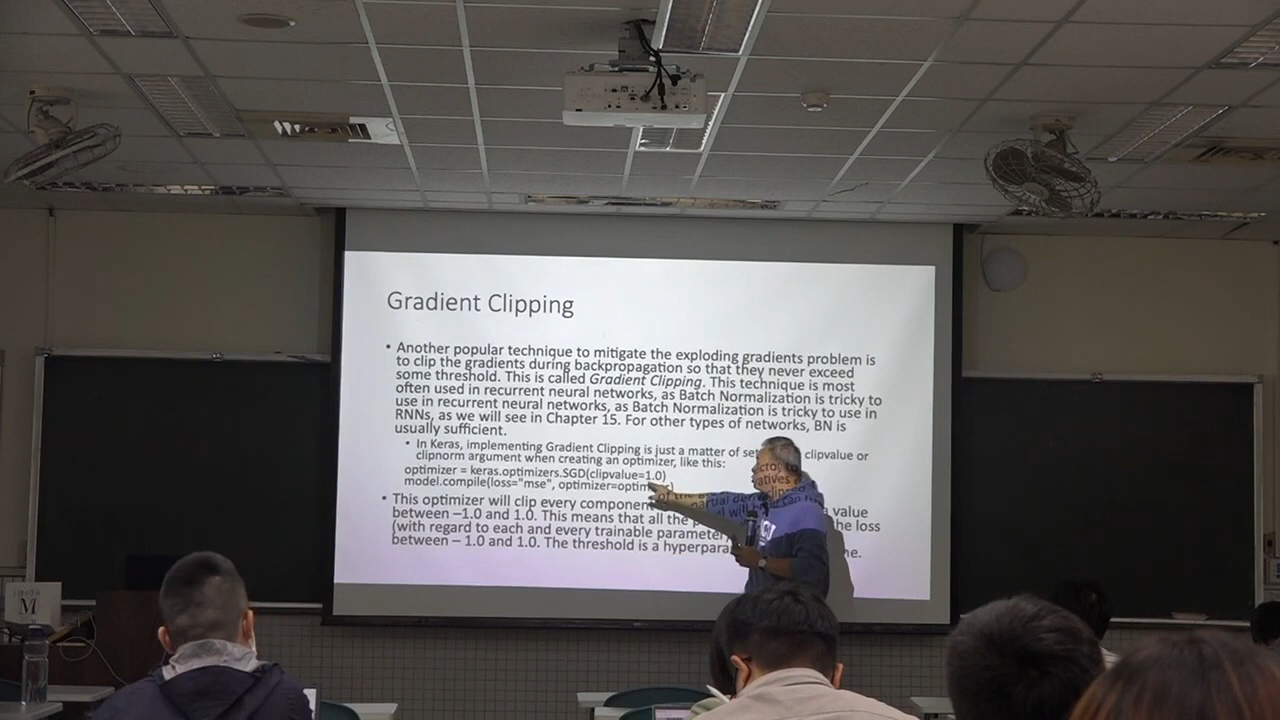 Gradient Clipping
• Another popular technique to mitigate the exploding gradients problem is
to clip the gradients during backpropagation so that they never exceed
some threshold. This is called Gradient Clipping. This technique is most
often used in recurrent neural networks, as Batch Normalization is tricky to
use in recurrent neural networks, as Batch Normalization is tricky to use in
RNNs, as we will see in Chapter 15. For other types of networks, BN is
usually sufficient.
• In Keras, implementing Gradient Clipping is just a matter of clipvalue or
clipnorm argument when creating an optimizer, like this:
optimizer = keras.optimizers.SGD(clipvalue=1.0)
model.compile(loss="mse",
• This optimizer will clip every component of the partial a value
between –1.0 and 1.0. This means that all the will the loss
(with regard to each and every trainable parameter
between – 1.0 and 1.0. The threshold is a
M